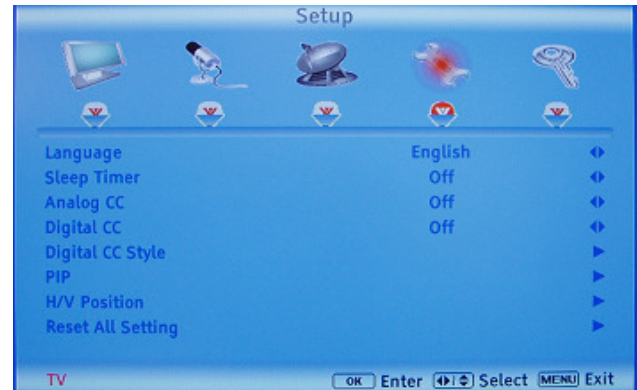 Setup
Language English
Sleep Timer Off
Analog CC Off
Digital CC Off
Digital CC Style
PIP
H/V Position
Reset All Setting
TV OK Enter Select MENU Exit